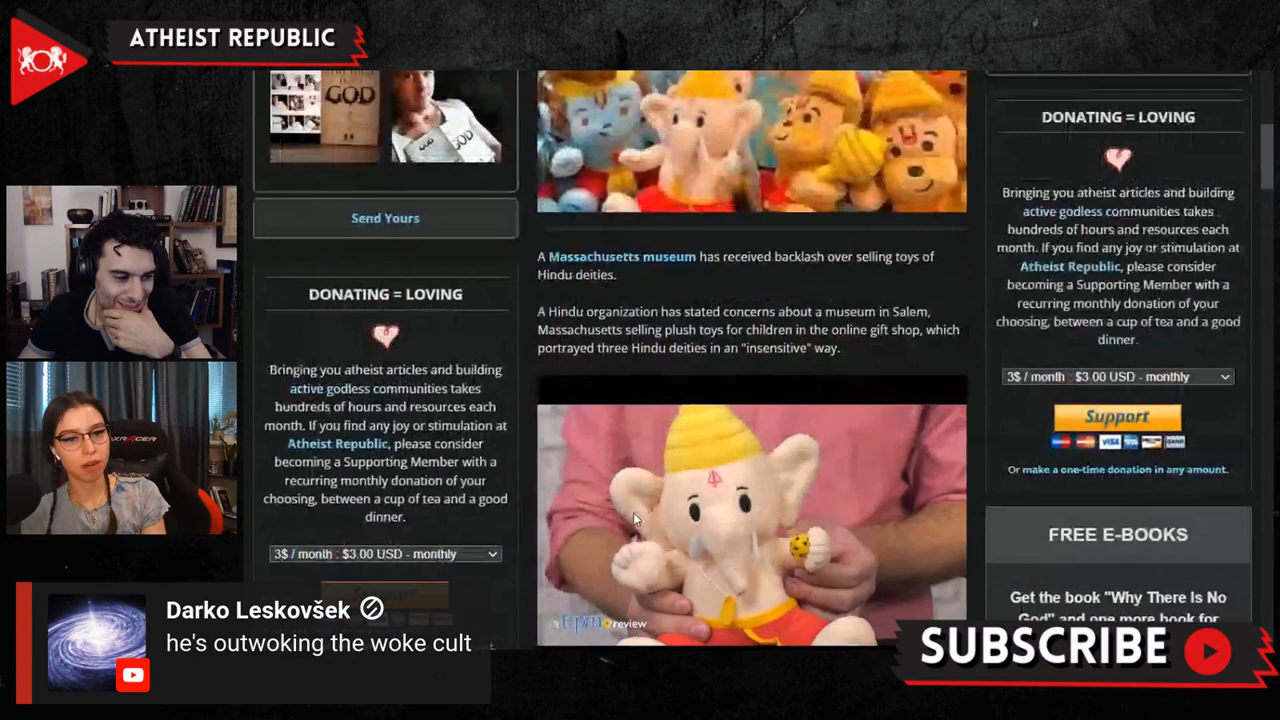 ATHEIST REPUBLIC
GOD
GOD
Send Yours
DONATING = LOVING
Bringing you atheist articles and building
active godless communities takes
hundreds of hours and resources each
month. If you find any joy or stimulation at
Atheist Republic, please consider
becoming a Supporting Member with a
recurring monthly donation of your
choosing, between a cup of tea and a good
dinner.
3$ / month : $3.00 USD - monthly
A Massachusetts museum has received backlash over selling toys of
Hindu deities.
A Hindu organization has stated concerns about a museum in Salem,
Massachusetts selling plush toys for children in the online gift shop, which
portrayed three Hindu deities in an "insensitive" way.
review
DONATING = LOVING
Bringing you atheist articles and building
active godless communities takes
hundreds of hours and resources each
month. If you find any joy or stimulation at
Atheist Republic, please consider
becoming a Supporting Member with a
recurring monthly donation of your
choosing, between a cup of tea and a good
dinner.
3$ / month : $3.00 USD - monthly
Support
VISA
Or make a one-time donation in any amount.
FREE E-BOOKS
Get the book "Why There Is No
God" and one more book for
XRACER
Darko Leskovšek
he's outwoking the woke cult
SUBSCRIBE